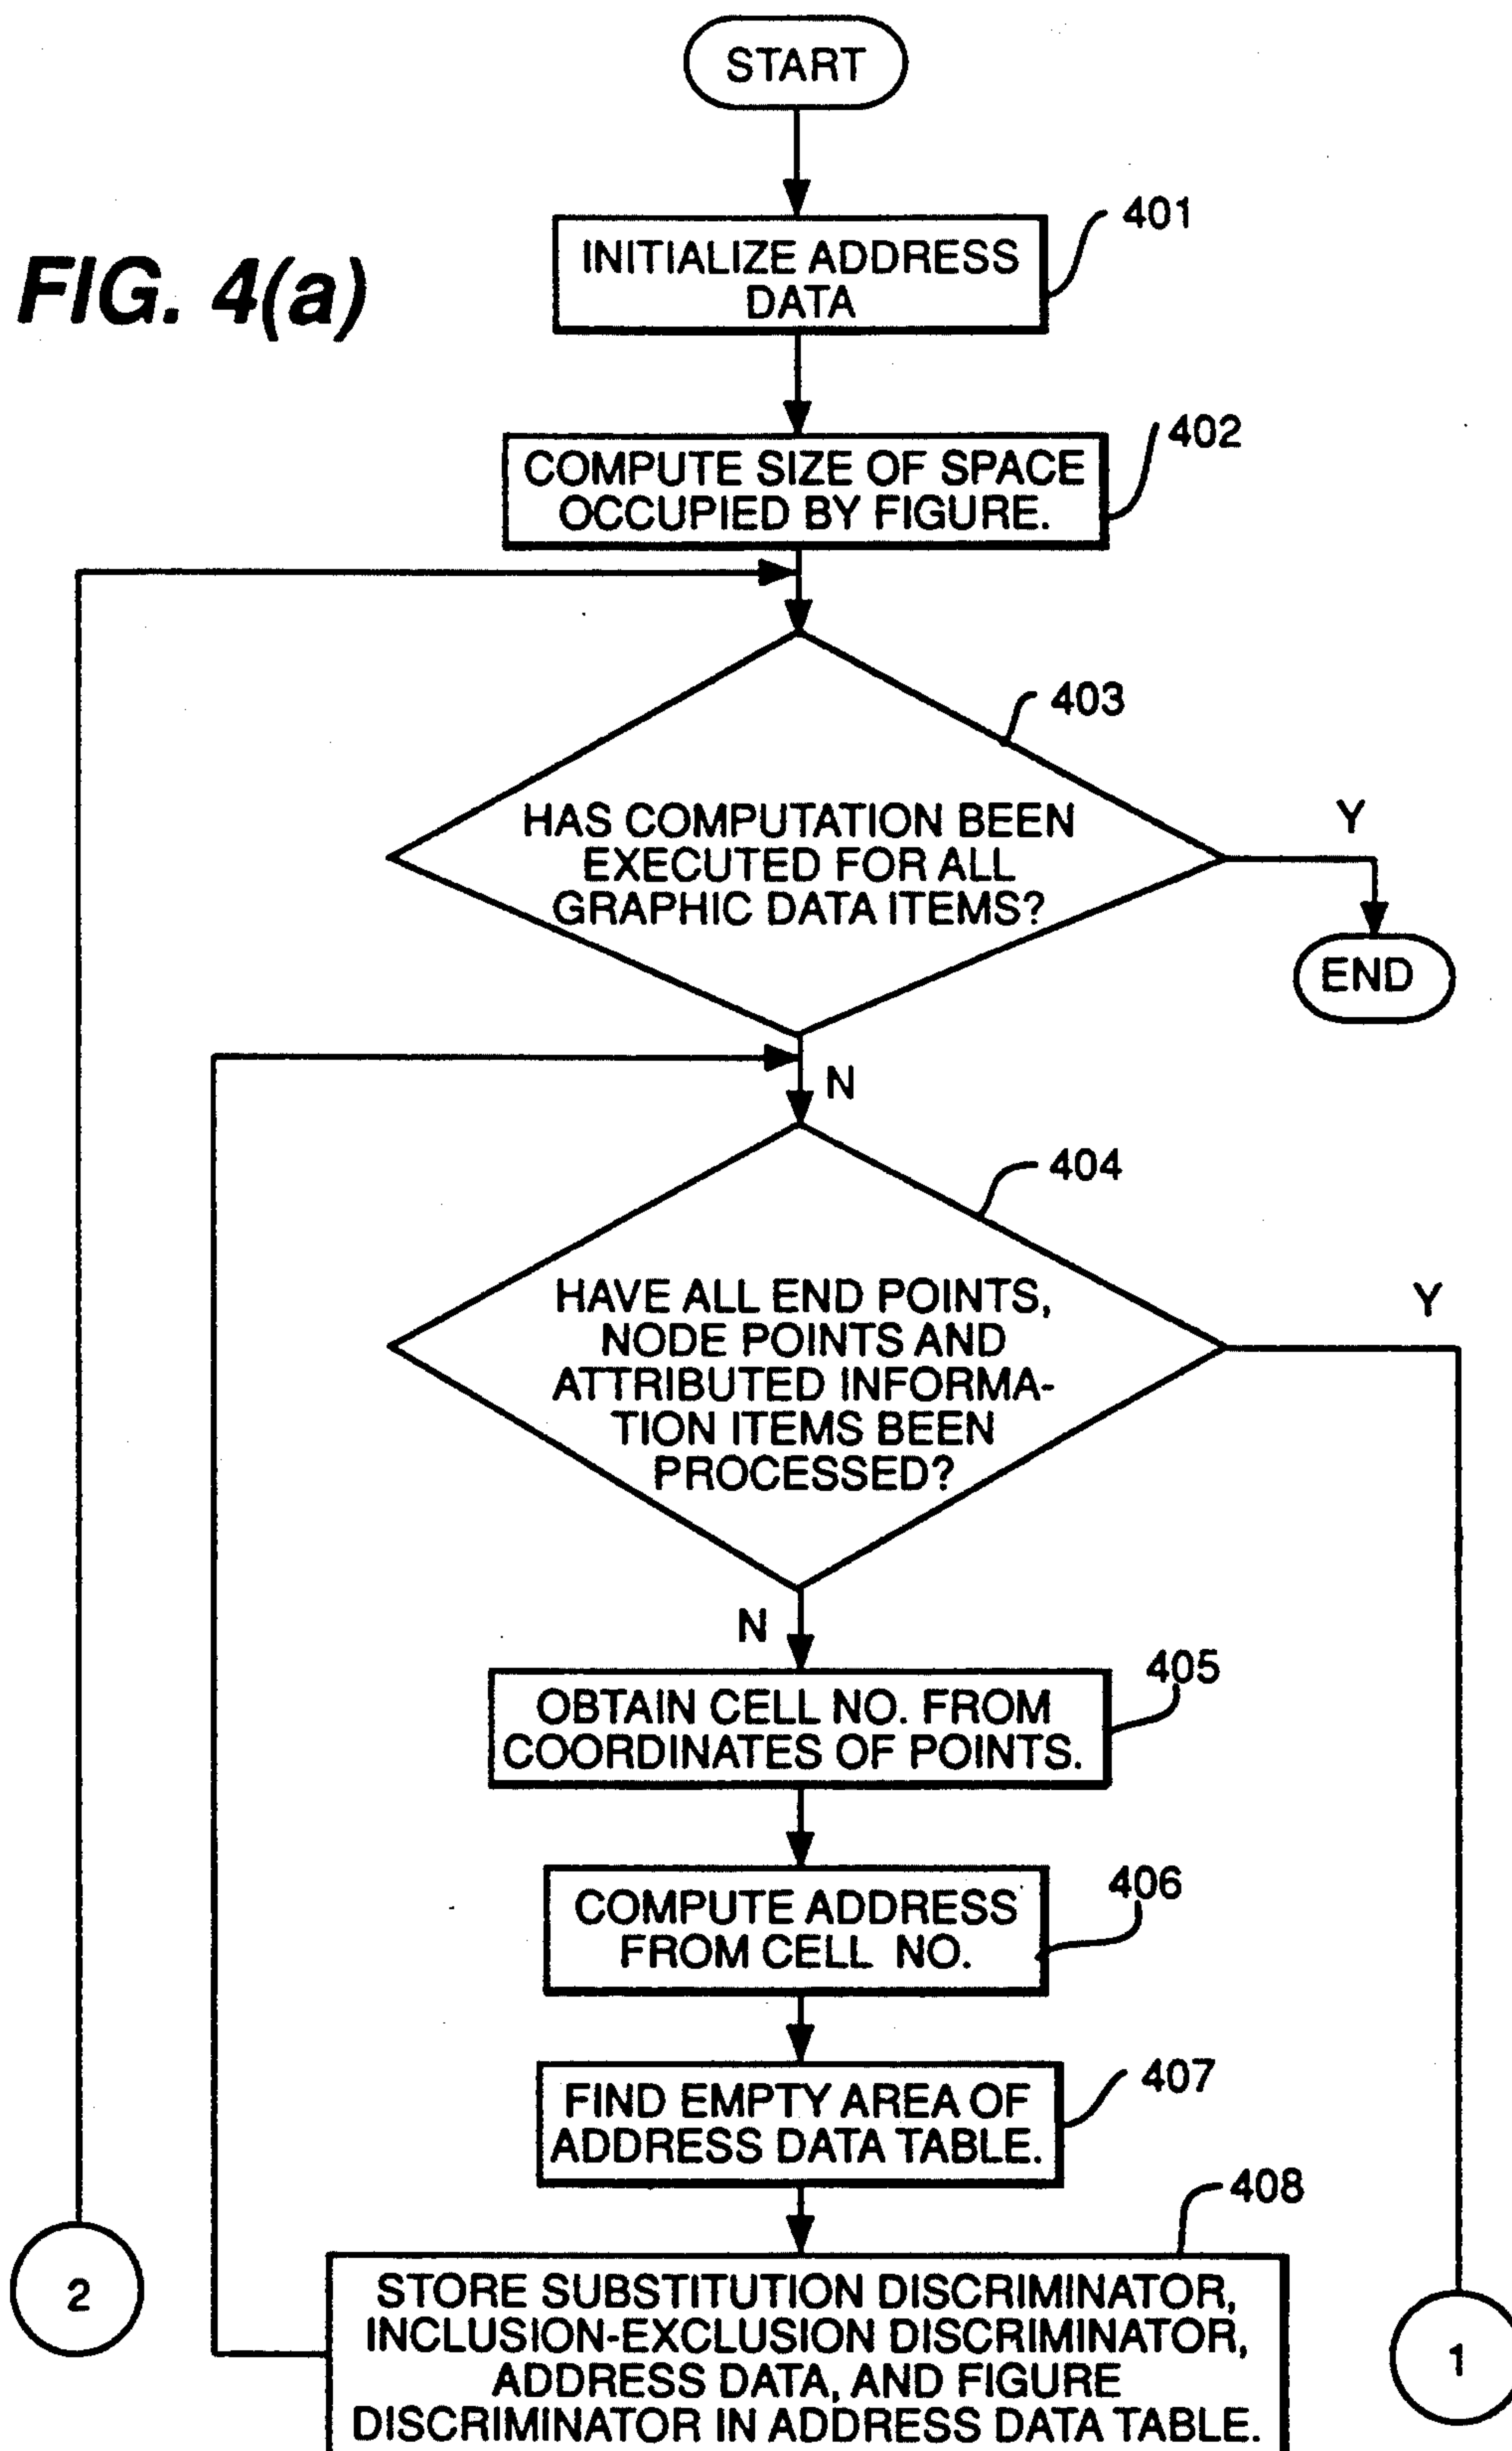 START
FIG. 4(a)
401
INITIALIZE ADDRESS
DATA
402
COMPUTE SIZE OF SPACE
OCCUPIED BY FIGURE.
403
HAS COMPUTATION BEEN
EXECUTED FOR ALL
GRAPHIC DATA ITEMS?
Y
END
N
404
HAVE ALL END POINTS,
NODE POINTS AND
ATTRIBUTED INFORMA-
TION ITEMS BEEN
PROCESSED?
Y
N
405
OBTAIN CELL NO. FROM
COORDINATES OF POINTS.
406
COMPUTE ADDRESS
FROM CELL NO.
407
FIND EMPTY AREA OF
ADDRESS DATA TABLE.
408
STORE SUBSTITUTION DISCRIMINATOR,
INCLUSION-EXCLUSION DISCRIMINATOR,
ADDRESS DATA, AND FIGURE
DISCRIMINATOR IN ADDRESS DATA TABLE.
2
1